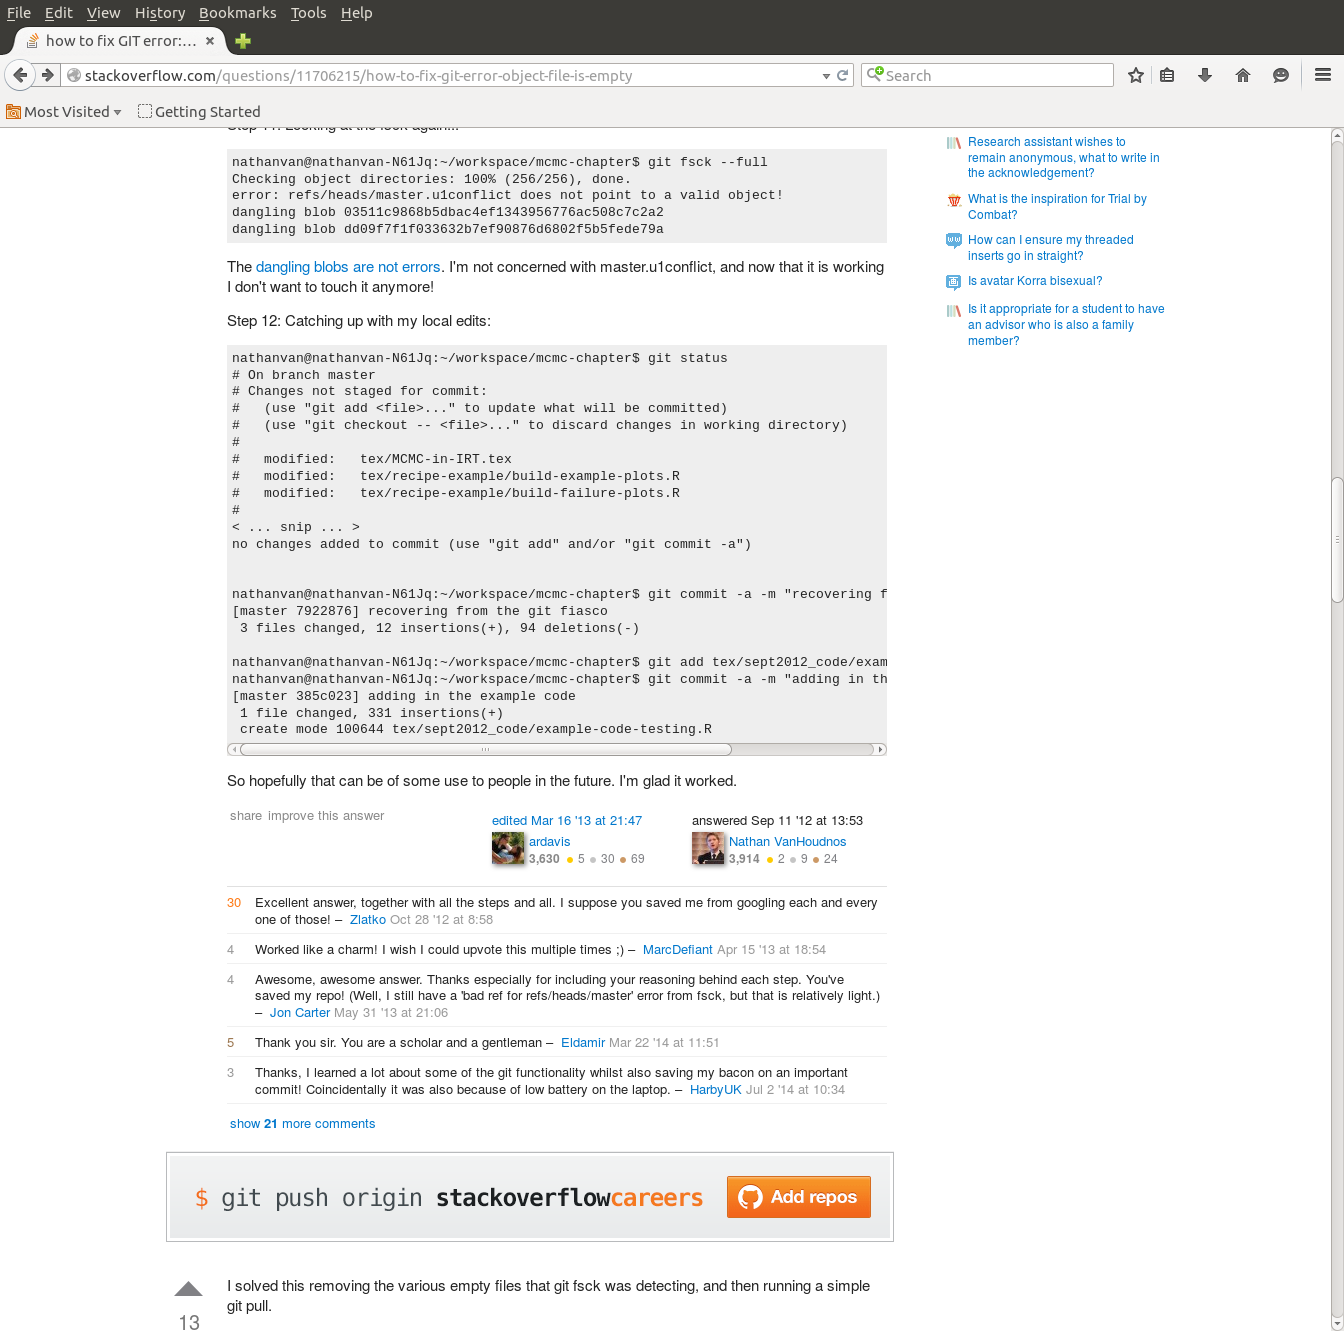 File Edit View History Bookmarks Tools Help
how to fix GIT error:...
stackoverflow.com/questions/11706215/how-to-fix-git-error-object-file-is-empty
Search
Most Visited Getting Started
nathanvan@nathanvan-N61Jq:~/workspace/mcmc-chapter$ git fsck --full
Checking object directories: 100% (256/256), done.
error: refs/heads/master.u1conflict does not point to a valid object!
dangling blob 03511c9868b5dbac4ef1343956776ac508c7c2a2
dangling blob dd09f7f1f033632b7ef90876d6802f5b5fede79a
The dangling blobs are not errors. I'm not concerned with master.u1conflict, and now that it is working
I don't want to touch it anymore!
Step 12: Catching up with my local edits:
nathanvan@nathanvan-N61Jq:~/workspace/mcmc-chapter$ git status
# On branch master
# Changes not staged for commit:
#   (use "git add <file>..." to update what will be committed)
#   (use "git checkout -- <file>..." to discard changes in working directory)
#
#   modified:   tex/MCMC-in-IRT.tex
#   modified:   tex/recipe-example/build-example-plots.R
#   modified:   tex/recipe-example/build-failure-plots.R
#
< ... snip ... >
no changes added to commit (use "git add" and/or "git commit -a")
nathanvan@nathanvan-N61Jq:~/workspace/mcmc-chapter$ git commit -a -m "recovering f
[master 7922876] recovering from the git fiasco
 3 files changed, 12 insertions(+), 94 deletions(-)
nathanvan@nathanvan-N61Jq:~/workspace/mcmc-chapter$ git add tex/sept2012_code/exam
nathanvan@nathanvan-N61Jq:~/workspace/mcmc-chapter$ git commit -a -m "adding in th
[master 385c023] adding in the example code
 1 file changed, 331 insertions(+)
 create mode 100644 tex/sept2012_code/example-code-testing.R
So hopefully that can be of some use to people in the future. I'm glad it worked.
share improve this answer
edited Mar 16 '13 at 21:47
ardavis
3,630 5 30 69
answered Sep 11 '12 at 13:53
Nathan VanHoudnos
3,914 2 9 24
30 Excellent answer, together with all the steps and all. I suppose you saved me from googling each and every
one of those! – Zlatko Oct 28 '12 at 8:58
4 Worked like a charm! I wish I could upvote this multiple times ;) – MarcDefiant Apr 15 '13 at 18:54
4 Awesome, awesome answer. Thanks especially for including your reasoning behind each step. You've
saved my repo! (Well, I still have a 'bad ref for refs/heads/master' error from fsck, but that is relatively light.)
– Jon Carter May 31 '13 at 21:06
5 Thank you sir. You are a scholar and a gentleman – Eldamir Mar 22 '14 at 11:51
3 Thanks, I learned a lot about some of the git functionality whilst also saving my bacon on an important
commit! Coincidentally it was also because of low battery on the laptop. – HarbyUK Jul 2 '14 at 10:34
show 21 more comments
$ git push origin stackoverflowcareers
Add repos
13
I solved this removing the various empty files that git fsck was detecting, and then running a simple
git pull.
Research assistant wishes to
remain anonymous, what to write in
the acknowledgement?
What is the inspiration for Trial by
Combat?
How can I ensure my threaded
inserts go in straight?
Is avatar Korra bisexual?
Is it appropriate for a student to have
an advisor who is also a family
member?